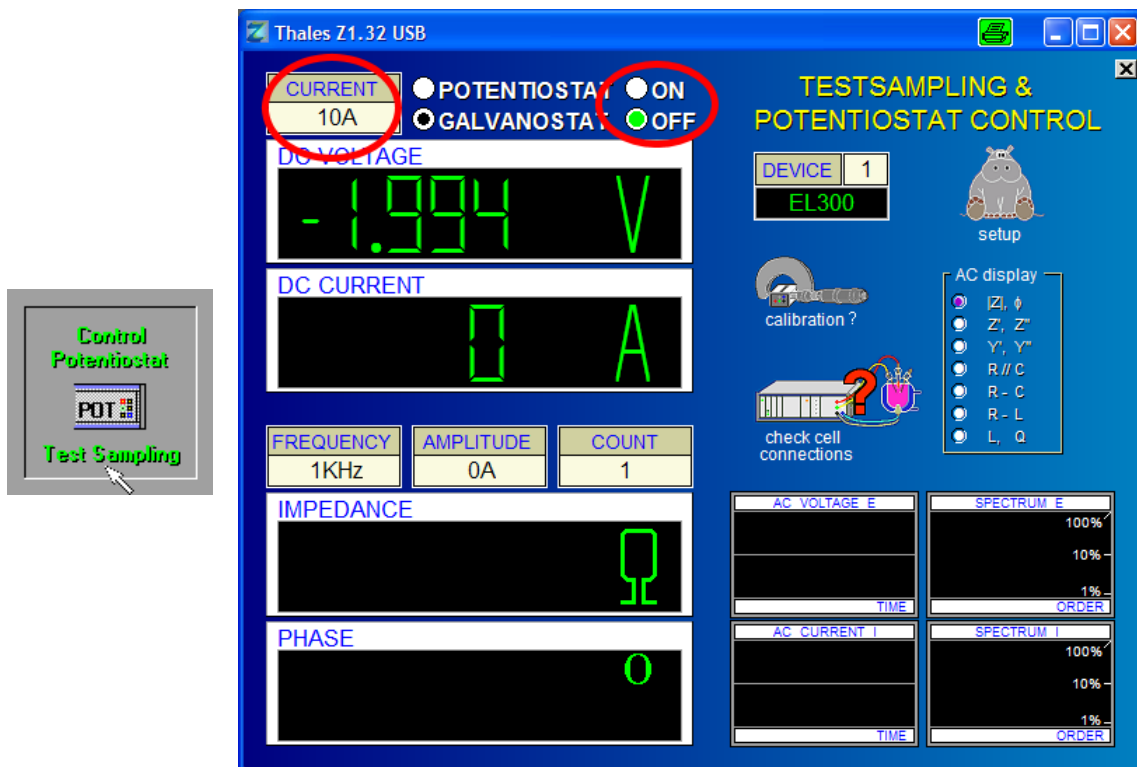 Control
Potentiostat
POT
Test Sampling
Thales Z1.32 USB
CURRENT
10A
POTENTIOSTAT ON
GALVANOSTAT OFF
DC VOLTAGE
-1.994 V
DC CURRENT
0 A
FREQUENCY AMPLITUDE COUNT
1KHz 0A 1
IMPEDANCE
Ω
PHASE
°
TESTSAMPLING &
POTENTIOSTAT CONTROL
DEVICE 1
EL300
setup
calibration ?
check cell
connections
AC display
|Z|, ϕ
Z', Z"
Y', Y"
R // C
R - C
R - L
L, Q
AC VOLTAGE E
TIME
SPECTRUM E
100%
10%
1%
ORDER
AC CURRENT I
TIME
SPECTRUM I
100%
10%
1%
ORDER